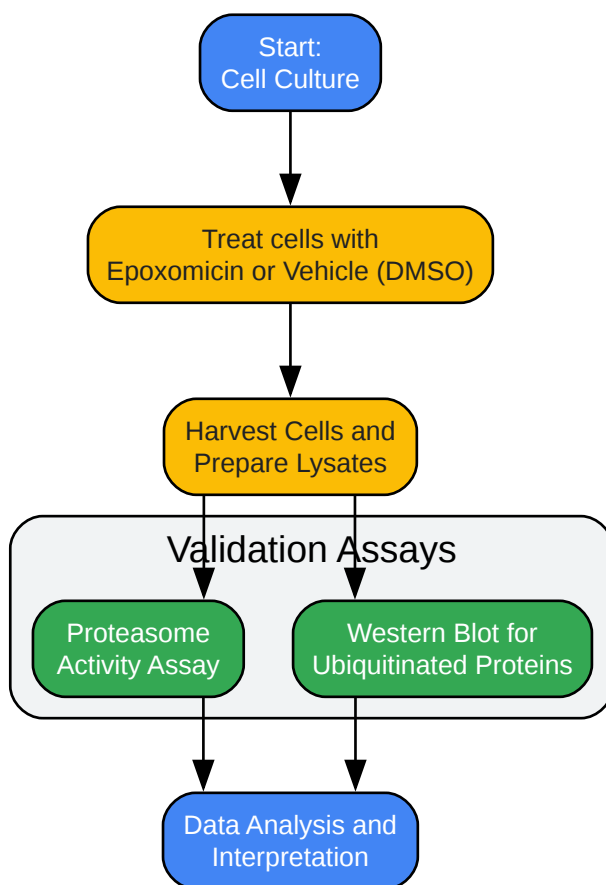 Start:
Cell Culture
Treat cells with
Epoxomicin or Vehicle (DMSO)
Harvest Cells and
Prepare Lysates
Validation Assays
Proteasome
Activity Assay
Western Blot for
Ubiquitinated Proteins
Data Analysis and
Interpretation